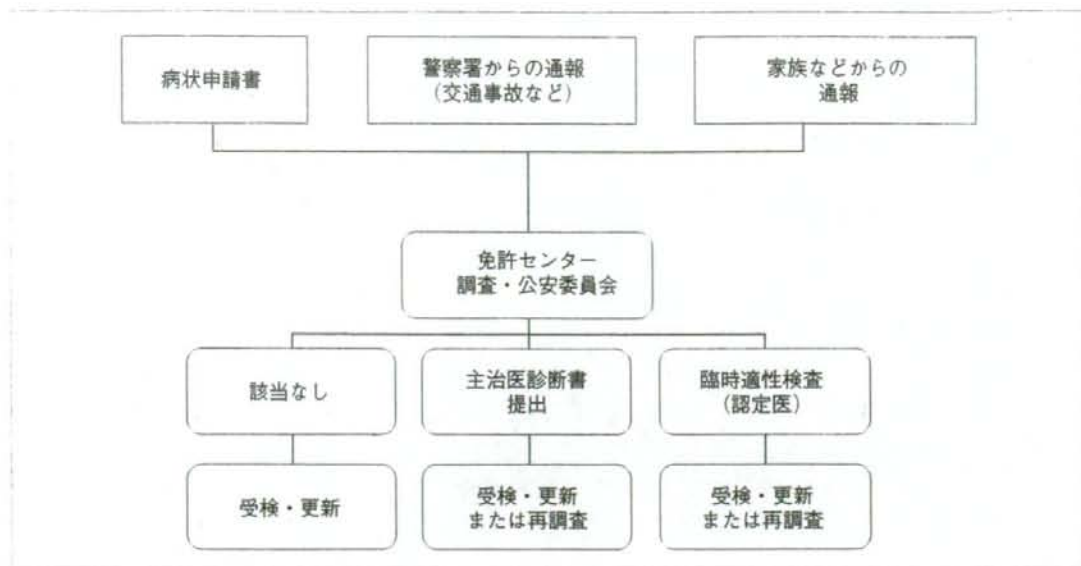 病状申請書
警察署からの通報
（交通事故など）
家族などからの
通報
免許センター
調査・公安委員会
該当なし
主治医診断書
提出
臨時適性検査
（認定医）
受検・更新
受検・更新
または再調査
受検・更新
または再調査